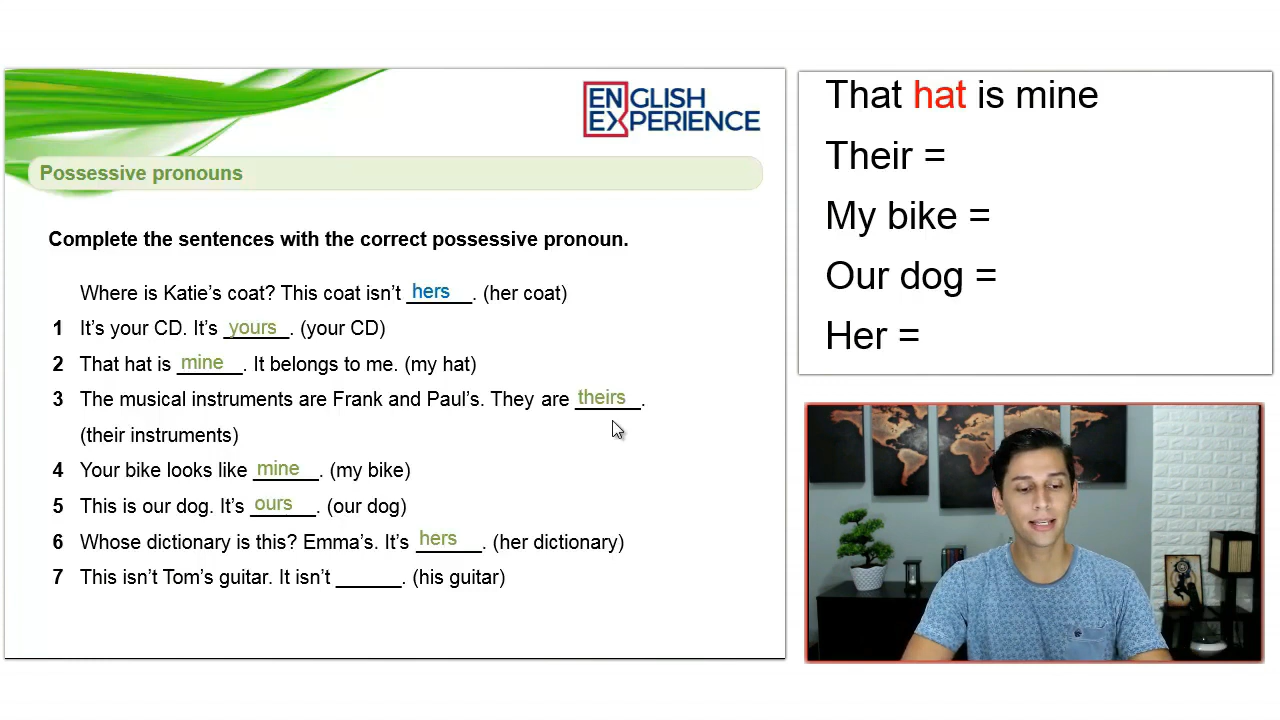 ENGLISH
EXPERIENCE
Possessive pronouns
Complete the sentences with the correct possessive pronoun.
Where is Katie’s coat? This coat isn’t hers. (her coat)
1 It’s your CD. It’s yours. (your CD)
2 That hat is mine. It belongs to me. (my hat)
3 The musical instruments are Frank and Paul’s. They are theirs.
(their instruments)
4 Your bike looks like mine. (my bike)
5 This is our dog. It’s ours. (our dog)
6 Whose dictionary is this? Emma’s. It’s hers. (her dictionary)
7 This isn’t Tom’s guitar. It isn’t ______. (his guitar)
That hat is mine
Their =
My bike =
Our dog =
Her =